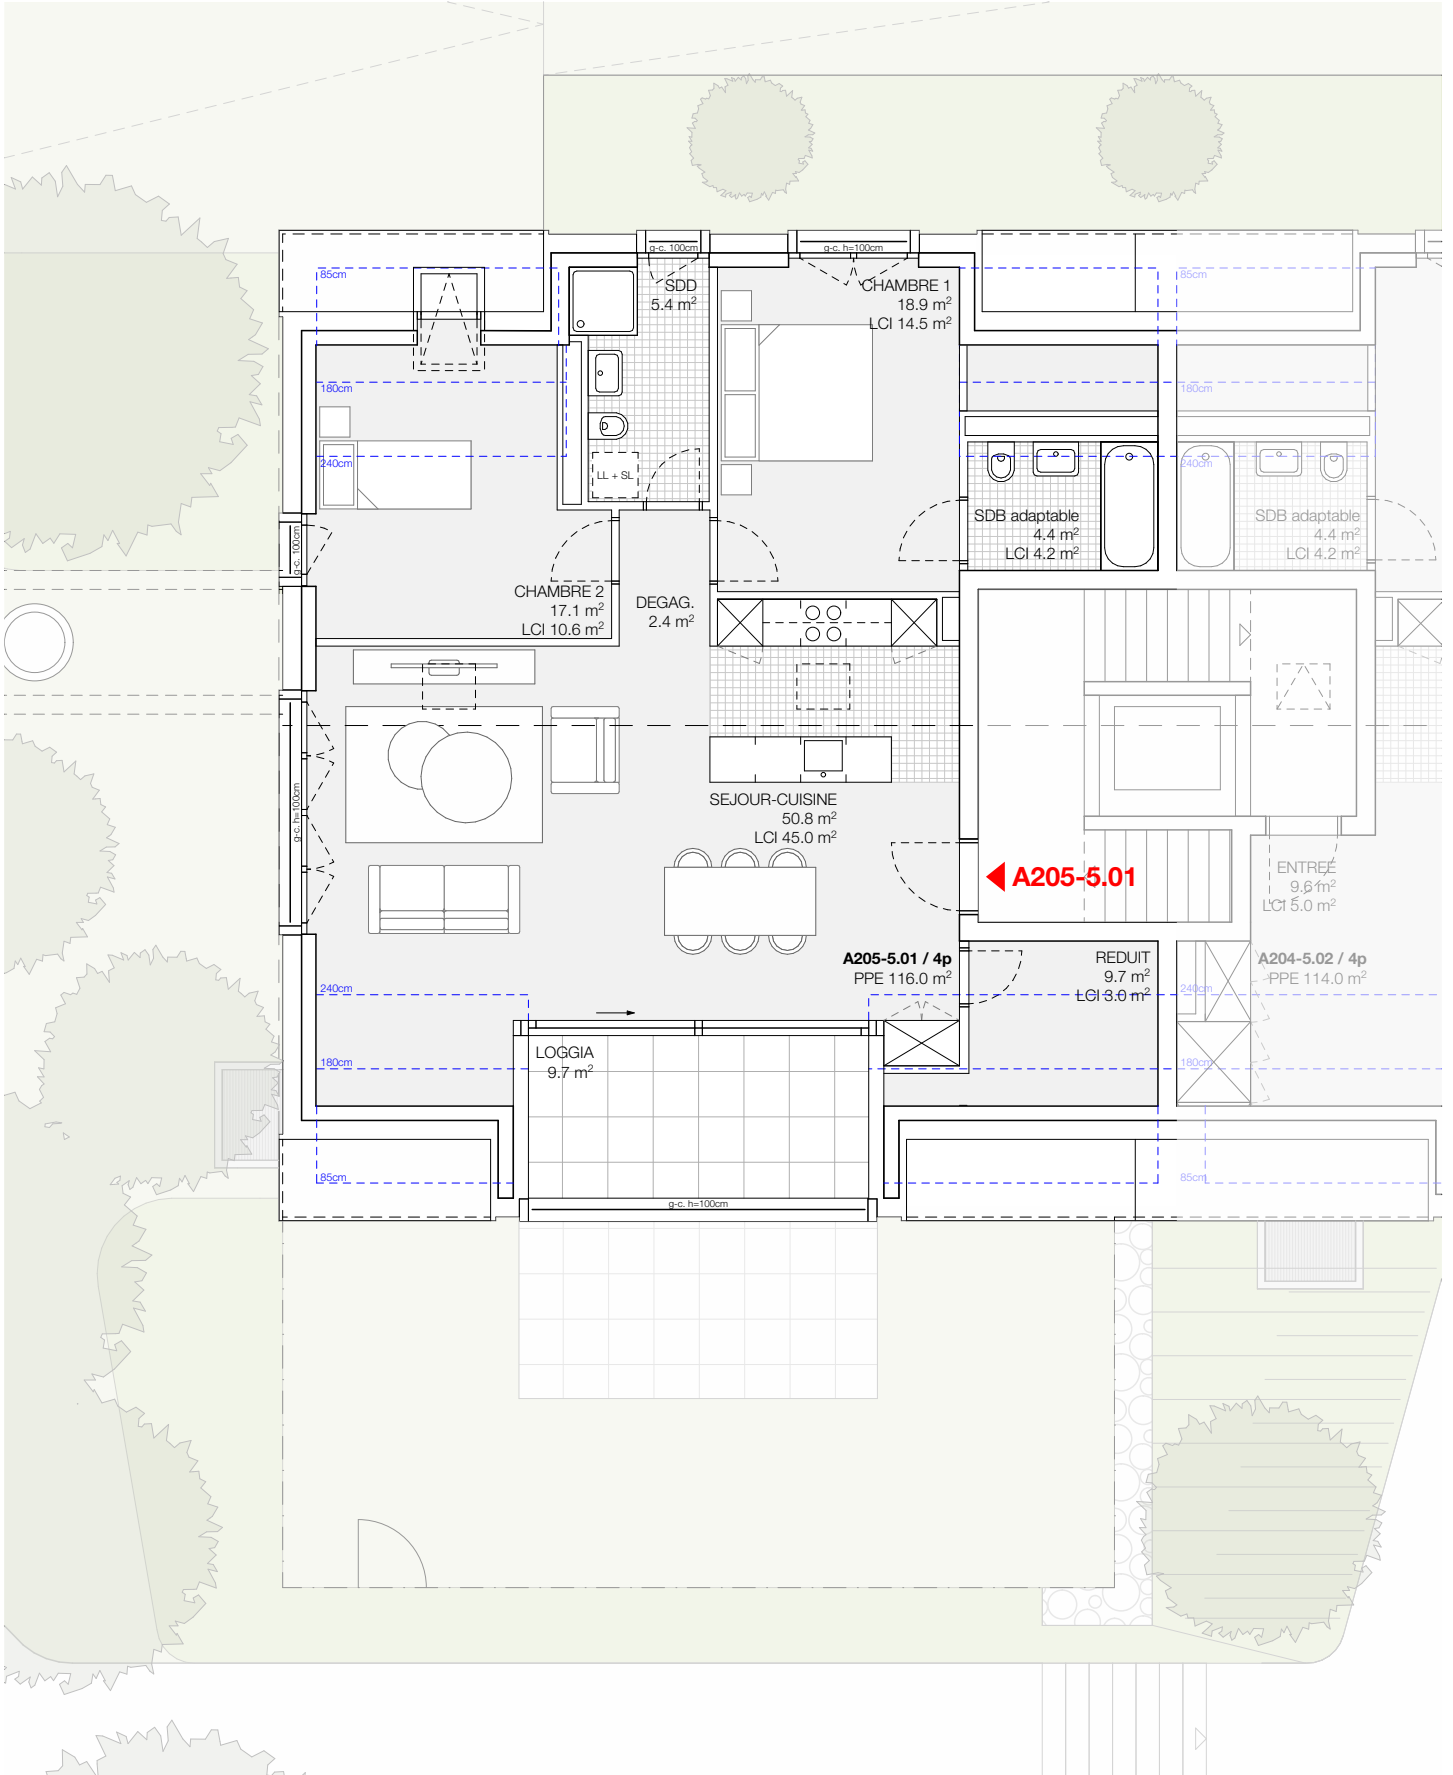 g-c. 100cm
g-c. h=100cm
85cm
SDD
5.4 m²
CHAMBRE 1
18.9 m²
LCI 14.5 m²
85cm
180cm
180cm
240cm
240cm
LL + SL
SDB adaptable
4.4 m²
LCI 4.2 m²
SDB adaptable
4.4 m²
LCI 4.2 m²
g-c. 100cm
CHAMBRE 2
17.1 m²
LCI 10.6 m²
DEGAG.
2.4 m²
g-c. h=100cm
SEJOUR-CUISINE
50.8 m²
LCI 45.0 m²
A205-5.01
ENTREE
9.6 m²
LCI 5.0 m²
A205-5.01 / 4p
PPE 116.0 m²
REDUIT
9.7 m²
LCI 3.0 m²
A204-5.02 / 4p
PPE 114.0 m²
240cm
240cm
LOGGIA
9.7 m²
180cm
180cm
85cm
85cm
g-c. h=100cm